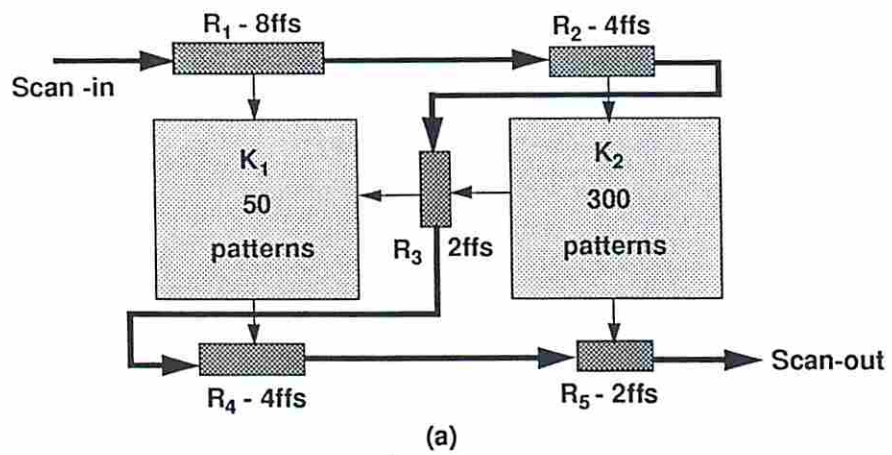 R1 - 8ffs
R2 - 4ffs
Scan -in
K1
50
patterns
K2
300
patterns
R3
2ffs
R4 - 4ffs
R5 - 2ffs
Scan-out
(a)